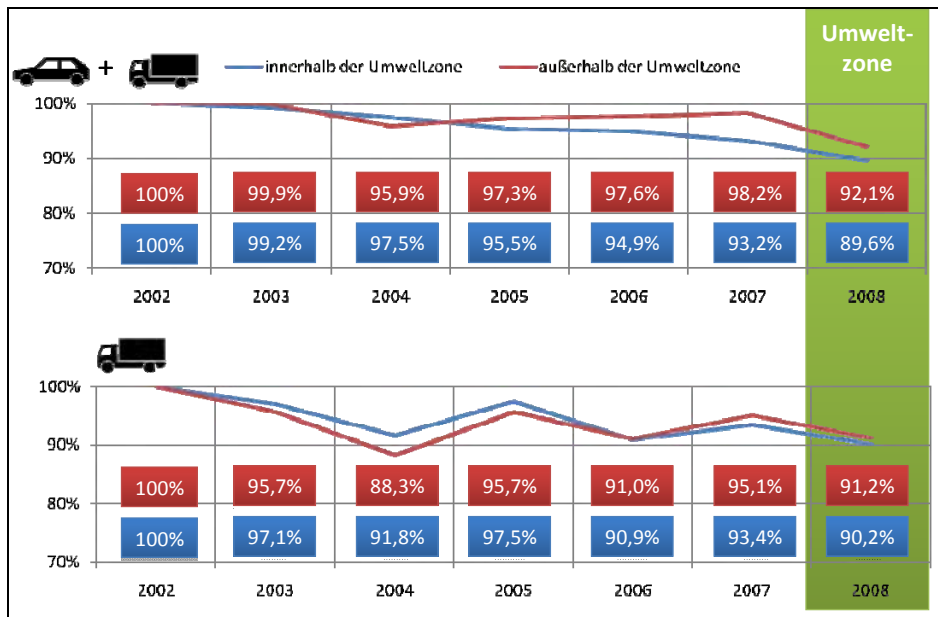 Umwelt-
zone
+ innerhalb der Umweltzone außerhalb der Umweltzone
100%
90%
100% 99,9% 95,9% 97,3% 97,6% 98,2% 92,1%
80%
100% 99,2% 97,5% 95,5% 94,9% 93,2% 89,6%
70%
2002 2003 2004 2005 2006 2007 2008
100%
90%
100% 95,7% 88,3% 95,7% 91,0% 95,1% 91,2%
80%
100% 97,1% 91,8% 97,5% 90,9% 93,4% 90,2%
70%
2002 2003 2004 2005 2006 2007 2008